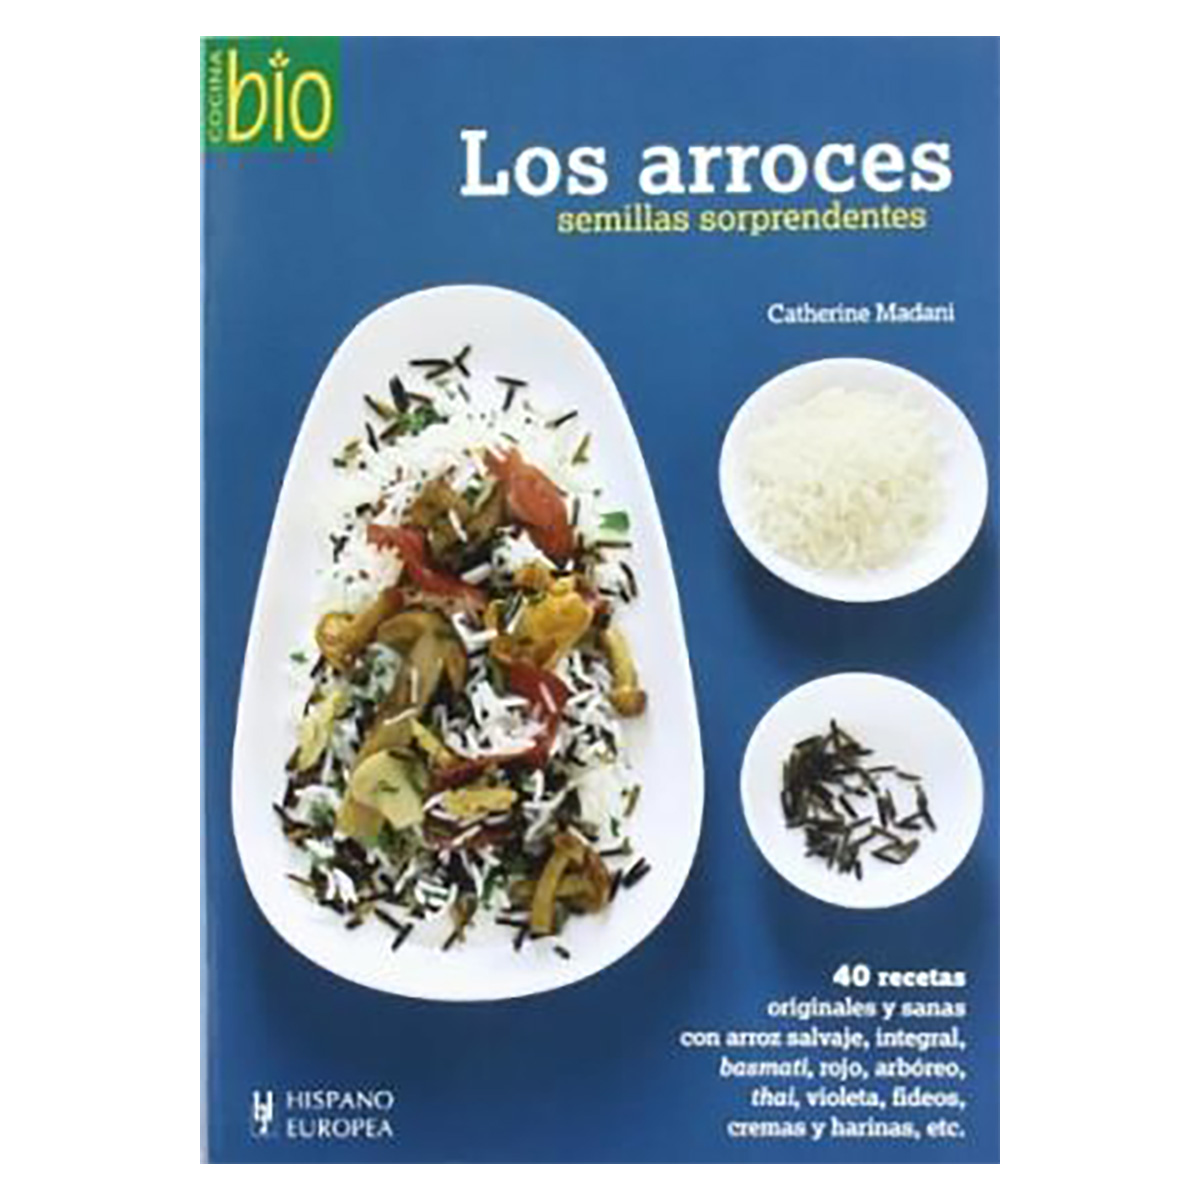 COCINA
bio
Los arroces
semillas sorprendentes
Catherine Madani
40 recetas
originales y sanas
con arroz salvaje, integral,
basmati, rojo, arbóreo,
thai, violeta, fideos,
cremas y harinas, etc.
HISPANO
EUROPEA